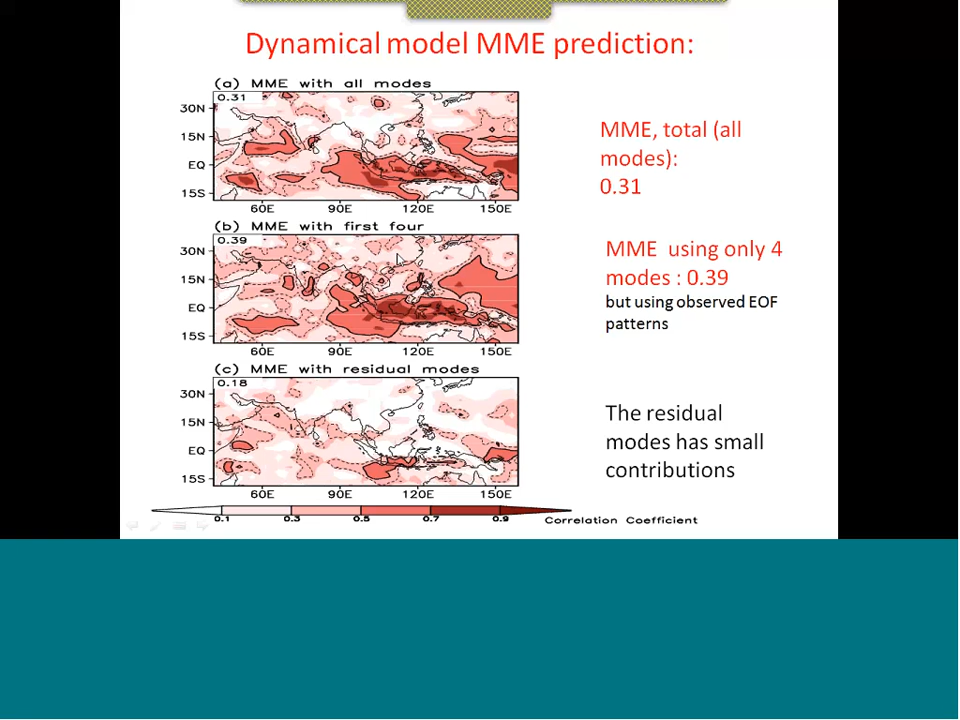 Dynamical model MME prediction:
(a) MME with all modes
0.31
30N
15N
EQ
15S
60E 90E 120E 150E
MME, total (all
modes):
0.31
(b) MME with first four
0.39
30N
15N
EQ
15S
60E 90E 120E 150E
MME using only 4
modes : 0.39
but using observed EOF
patterns
(c) MME with residual modes
0.18
30N
15N
EQ
15S
60E 90E 120E 150E
The residual
modes has small
contributions
0.1 0.3 0.5 0.7 0.9
Correlation Coefficient